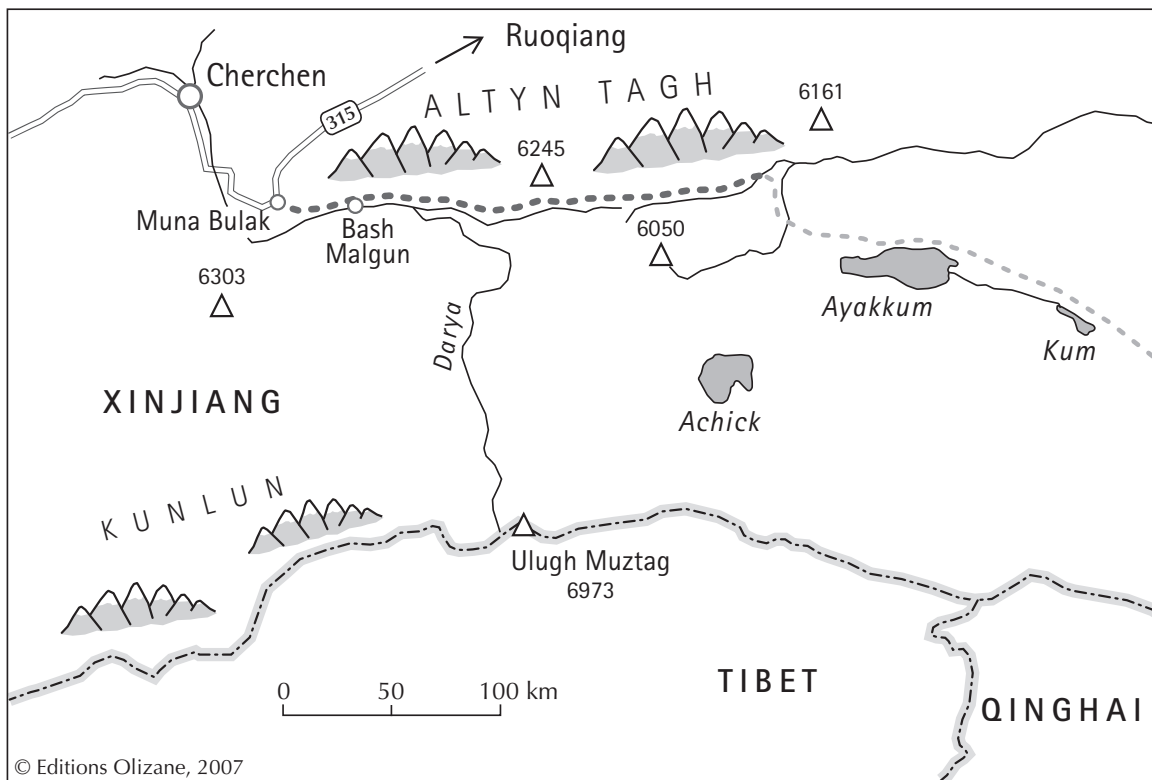 Ruoqiang
Cherchen
ALTYN TAGH
6161
315
6245
Muna Bulak
Bash
Malgun
6050
6303
Ayakkum
Darya
Kum
XINJIANG
Achick
KUNLUN
Ulugh Muztag
6973
TIBET
0 50 100 km
QINGHAI
© Editions Olizane, 2007